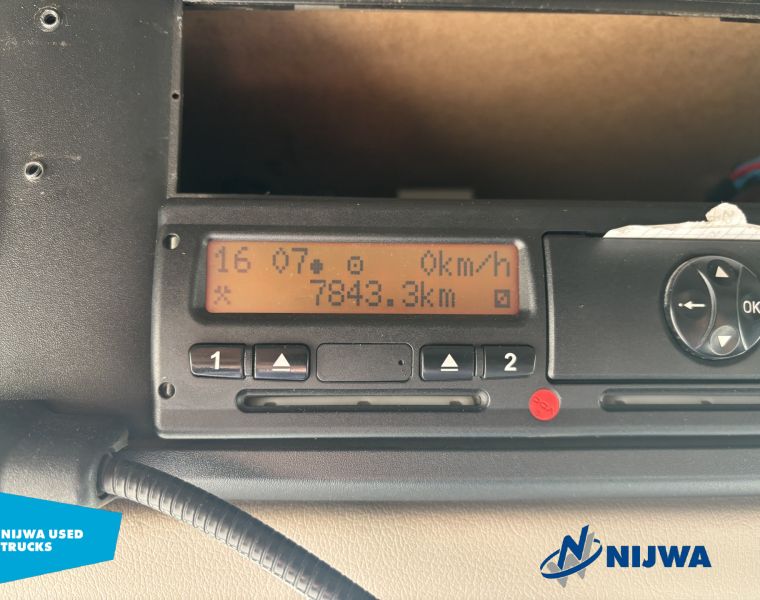 16 07 0km/h
7843.3km
1
2
OK
NIJWA USED
TRUCKS
NIJWA